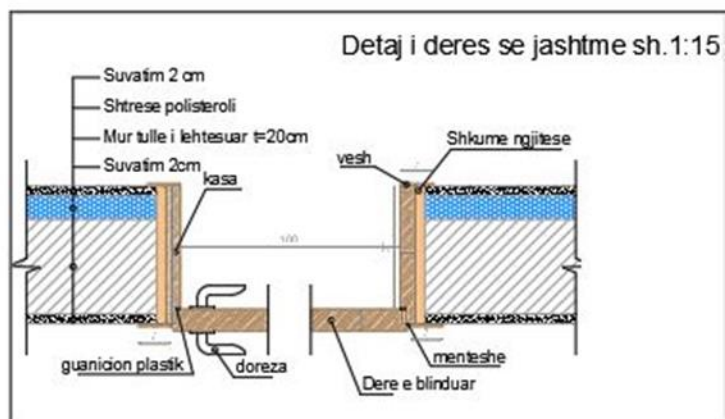 Detaj i deres se jashtme sh.1:15
Suvatim 2 cm
Shtrese polisteroli
Mur tulle i lehtesuar t=20cm
Suvatim 2cm
kasa
vesh
Shkume ngjitese
100
guanicion plastik
doreza
menteshe
Dere e blinduar